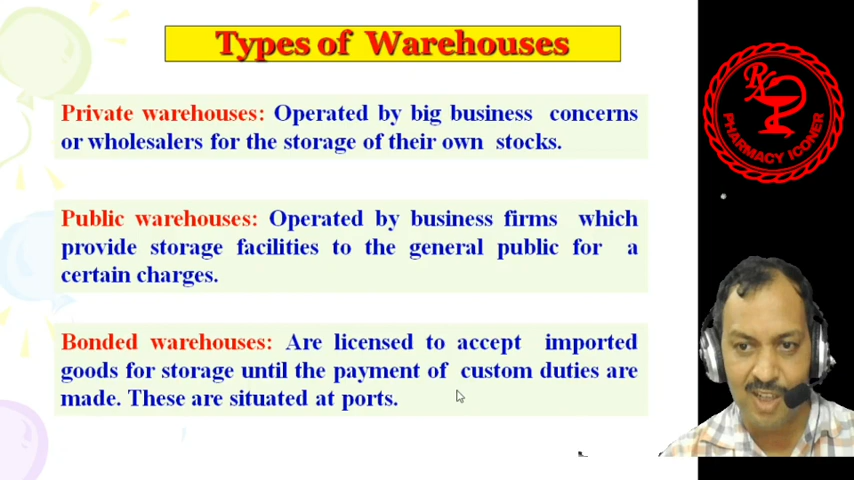 Types of Warehouses
Private warehouses: Operated by big business concerns
or wholesalers for the storage of their own stocks.
Public warehouses: Operated by business firms which
provide storage facilities to the general public for a
certain charges.
Bonded warehouses: Are licensed to accept imported
goods for storage until the payment of custom duties are
made. These are situated at ports.
Rx
PHARMACY ICONER